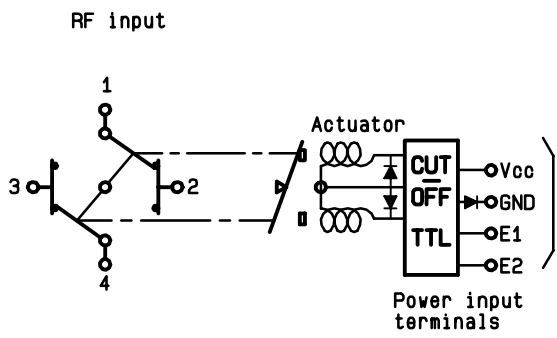 RF input
1
Actuator
3
2
4
CUT
OFF
TTL
Vcc
GND
E1
E2
Power input
terminals